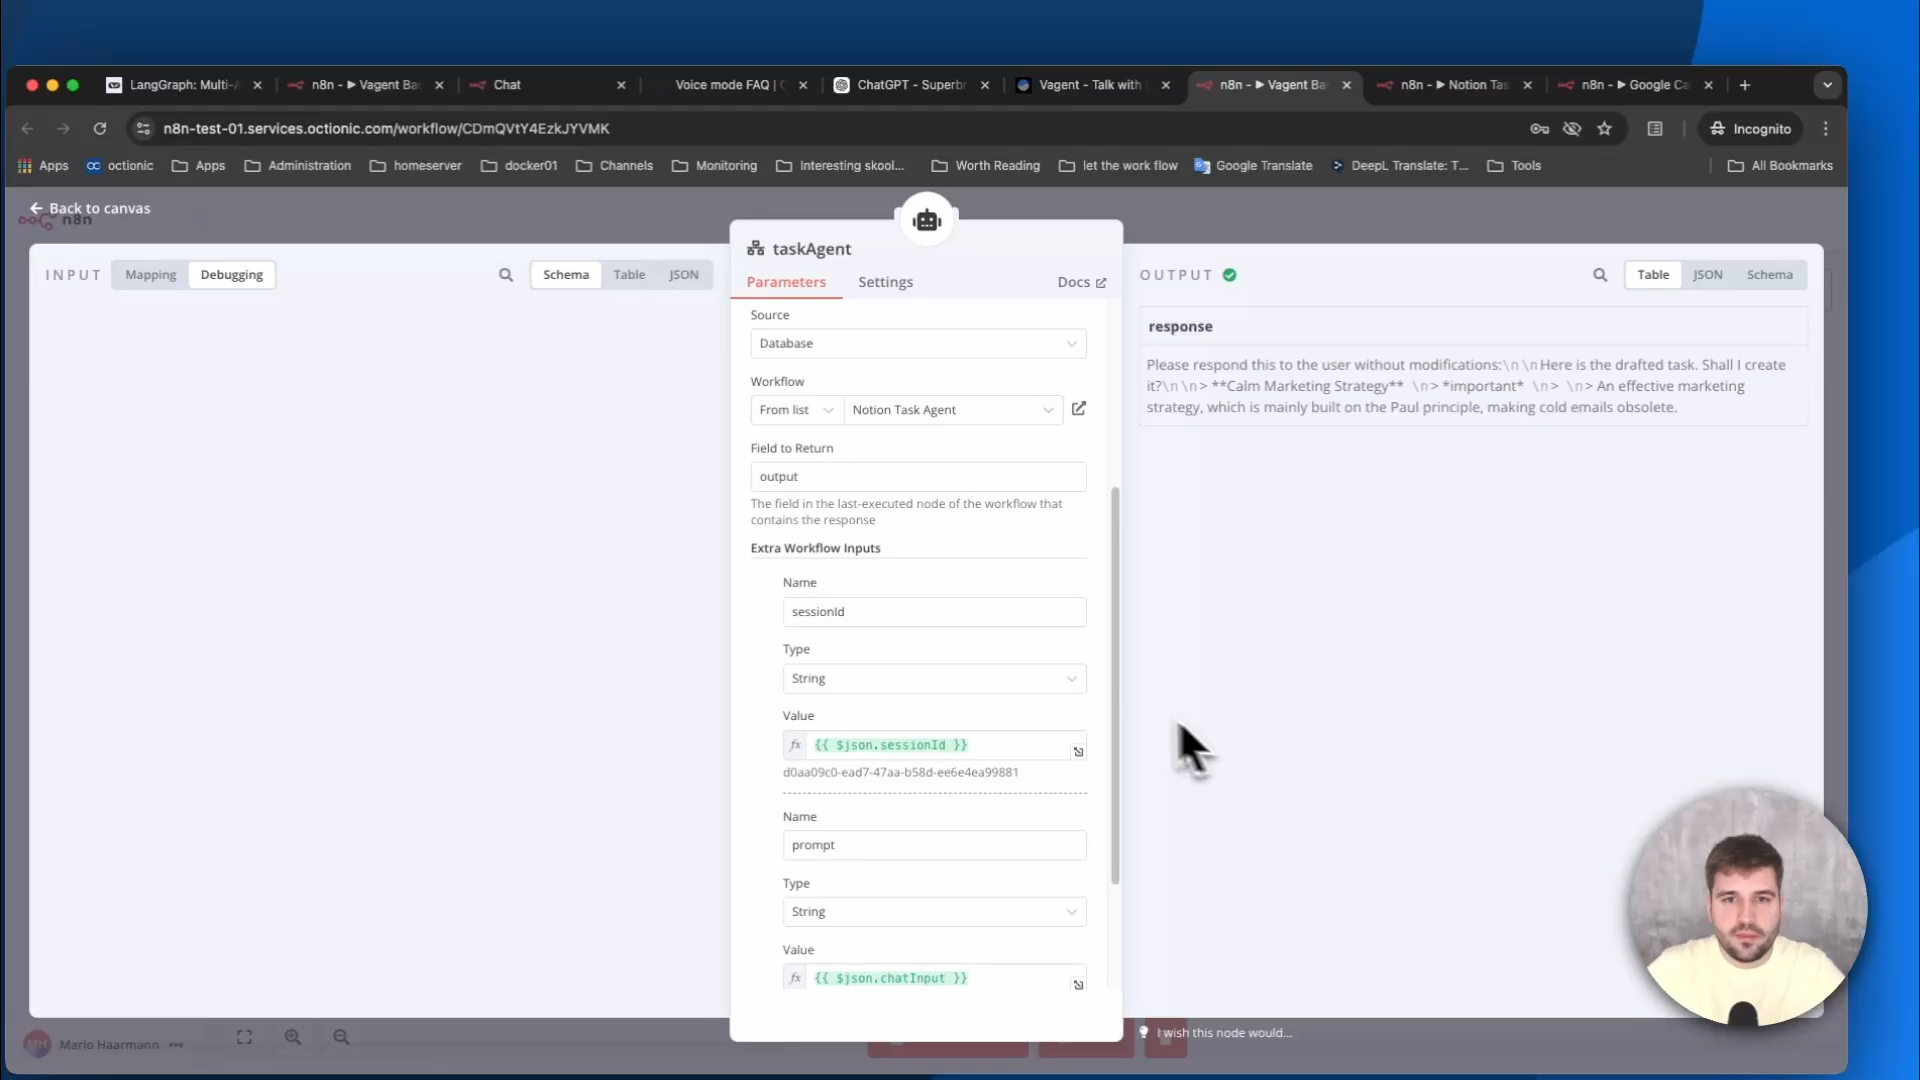 LangGraph: Multi-A
n8n - ▶ Vagent Ba
Chat
Voice mode FAQ |
ChatGPT - Superb
Vagent - Talk with
n8n - ▶ Vagent Ba
n8n - ▶ Notion Tas
n8n - ▶ Google Ca
n8n-test-01.services.octionic.com/workflow/CDmQVtY4EzkJYVMK
Incognito
Apps
octionic
Apps
Administration
homeserver
docker01
Channels
Monitoring
Interesting skool...
Worth Reading
let the work flow
Google Translate
DeepL Translate: T...
Tools
All Bookmarks
Back to canvas
n8n
taskAgent
INPUT
Mapping
Debugging
Schema
Table
JSON
Parameters
Settings
Docs
OUTPUT
Table
JSON
Schema
Source
Database
Workflow
From list
Notion Task Agent
Field to Return
output
The field in the last-executed node of the workflow that
contains the response
Extra Workflow Inputs
Name
sessionId
Type
String
Value
fx {{ $json.sessionId }}
d0aa09c0-ead7-47aa-b58d-ee6e4ea99881
Name
prompt
Type
String
Value
fx {{ $json.chatInput }}
response
Please respond this to the user without modifications:\n\nHere is the drafted task. Shall I create
it?\n\n> **Calm Marketing Strategy** \n> *important* \n> \n> An effective marketing
strategy, which is mainly built on the Paul principle, making cold emails obsolete.
MH
Mario Haarmann
I wish this node would...